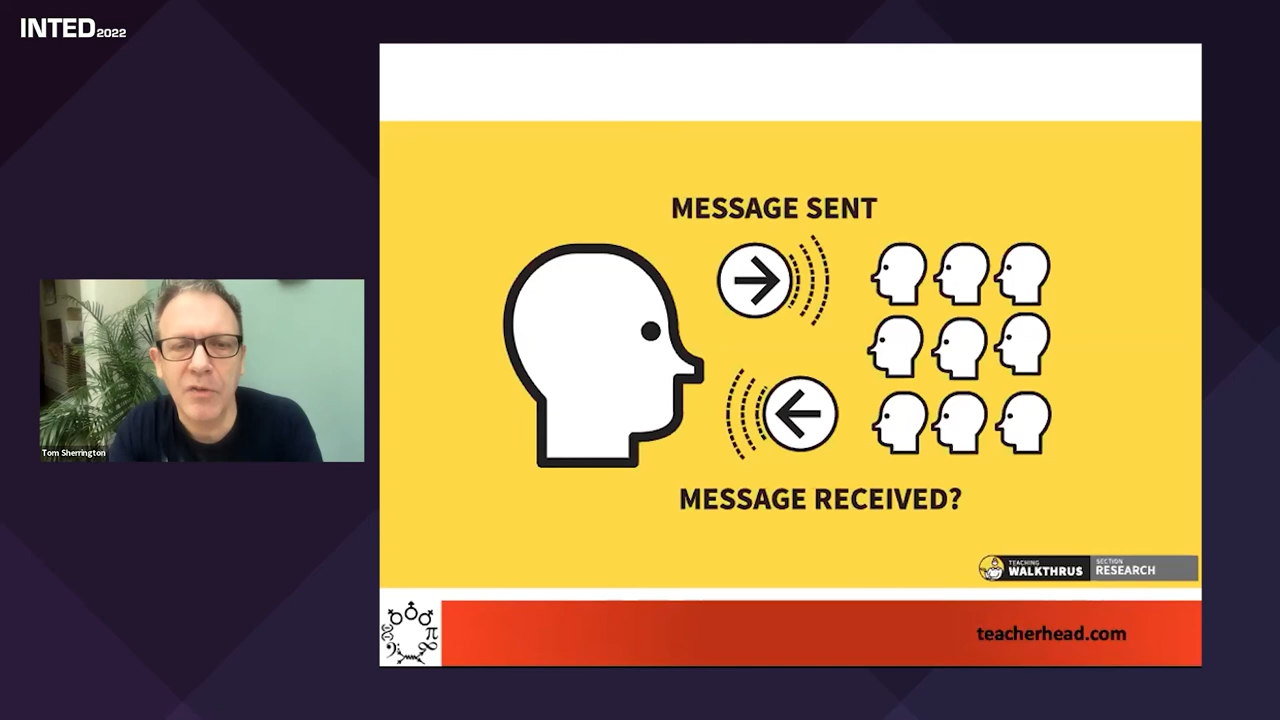 INTED2022
MESSAGE SENT
MESSAGE RECEIVED?
Tom Sherrington
TEACHING
WALKTHRUS
SECTION
RESEARCH
teacherhead.com
π